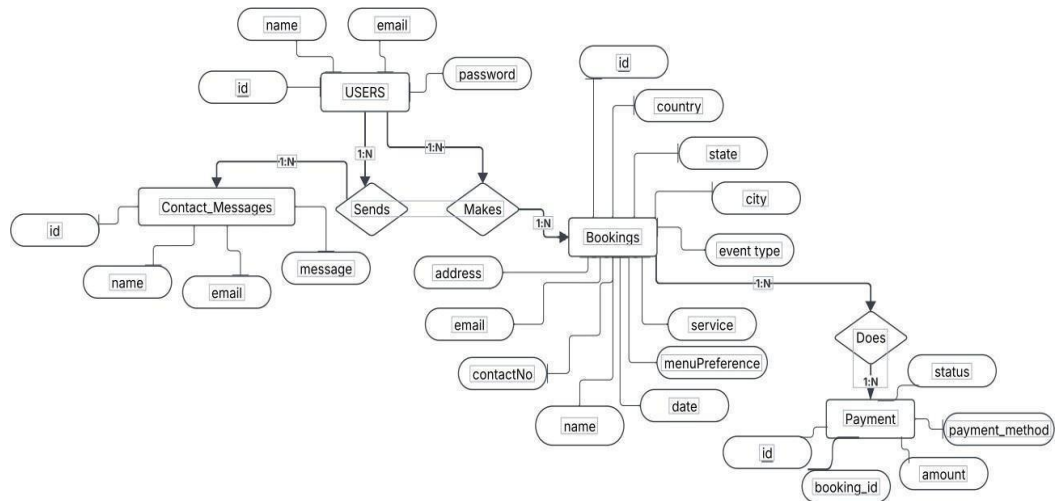 name
email
id
USERS
password
id
country
state
city
event type
1:N
1:N
1:N
Contact_Messages
Sends
Makes
1:N
Bookings
id
name
email
message
address
email
contactNo
name
service
menuPreference
date
1:N
Does
1:N
status
Payment
payment_method
id
booking_id
amount